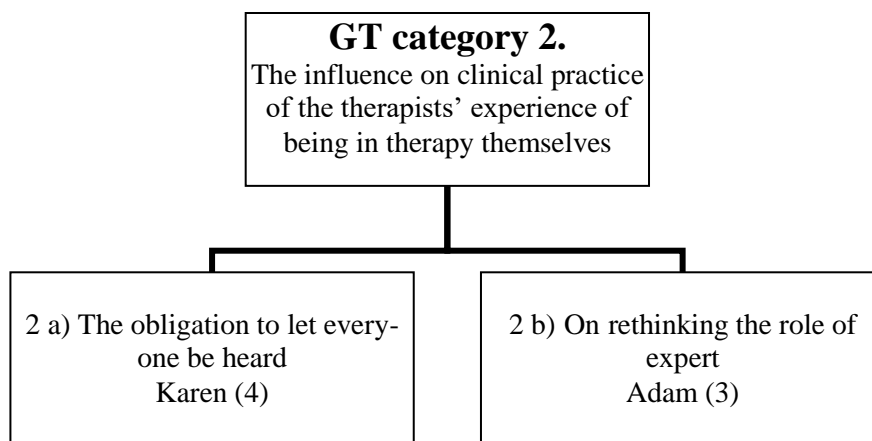 GT category 2.
The influence on clinical practice
of the therapists’ experience of
being in therapy themselves
2 a) The obligation to let every-
one be heard
Karen (4)
2 b) On rethinking the role of
expert
Adam (3)